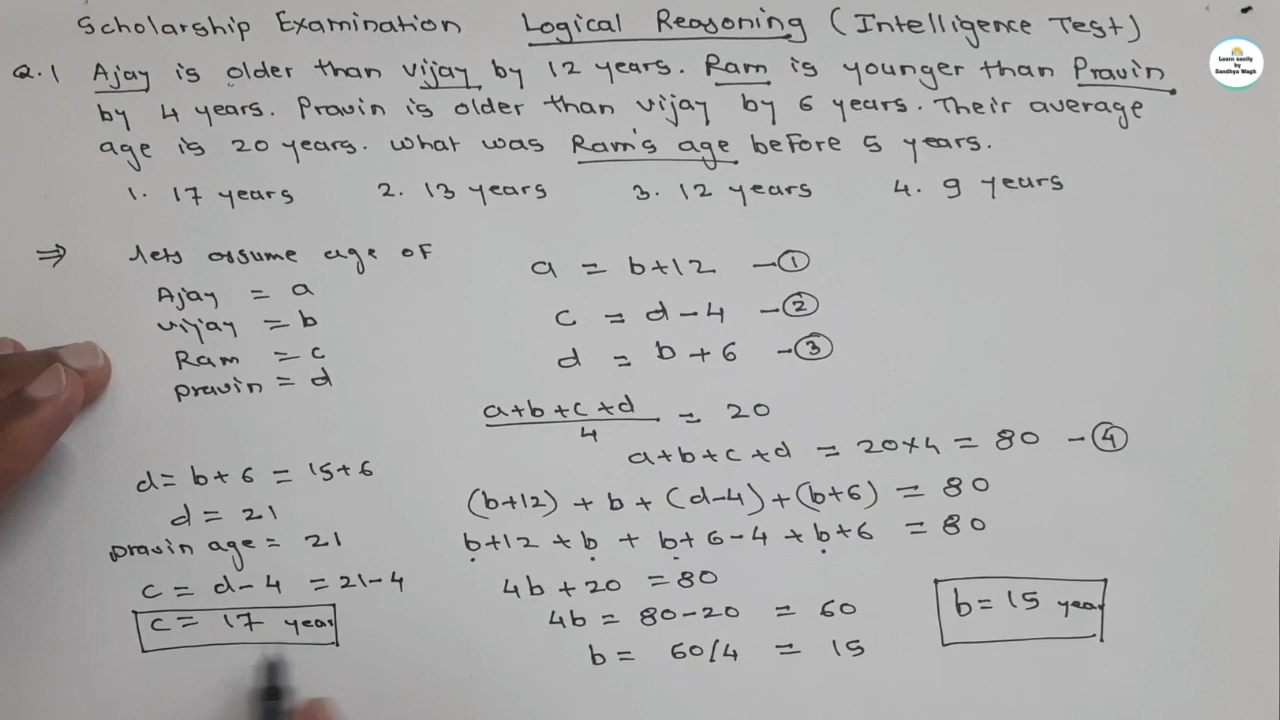 Scholarship Examination Logical Reasoning (Intelligence Test)
Learn easily
by
Sandhya Wagh
Q.1 Ajay is older than vijay by 12 years. Ram is younger than Pravin
by 4 years. Pravin is older than vijay by 6 years. Their average
age is 20 years. What was Ram's age before 5 years.
1. 17 years 2. 13 years 3. 12 years 4. 9 years
⇒ lets assume age of
Ajay = a
vijay = b
Ram = c
pravin = d
a = b+12 -①
c = d-4 -②
d = b+6 -③
a+b+c+d
4
= 20
a+b+c+d = 20×4 = 80 -④
(b+12) + b + (d-4) + (b+6) = 80
b+12 + b + b+6-4 + b+6 = 80
4b + 20 = 80
4b = 80-20 = 60
b = 60/4 = 15
b = 15 year
d = b+6 = 15+6
d = 21
pravin age = 21
c = d-4 = 21-4
c = 17 year